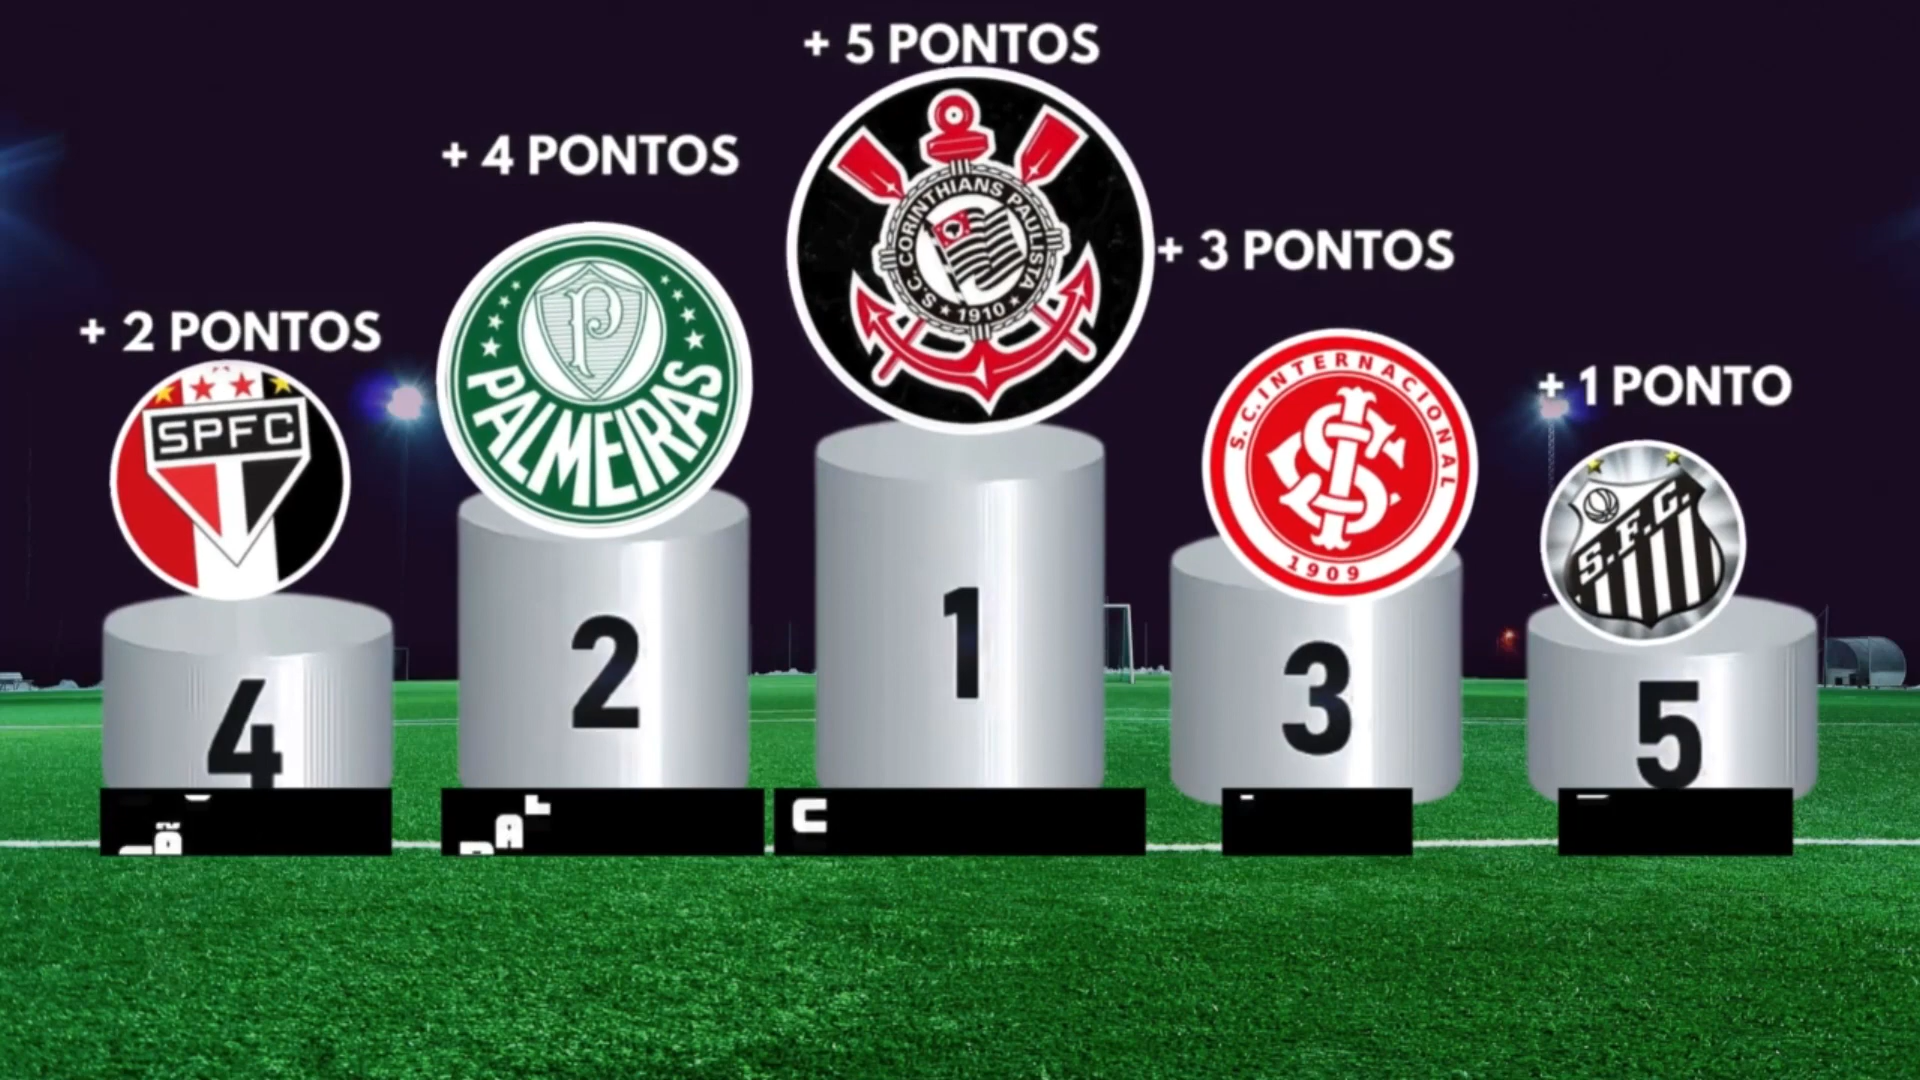 + 5 PONTOS
+ 4 PONTOS
+ 3 PONTOS
+ 2 PONTOS
+ 1 PONTO
S.C. CORINTHIANS PAULISTA
1910
P
PALMEIRAS
SPFC
S.C. INTERNACIONAL
1909
S.F.C.
1
2
3
4
5
C